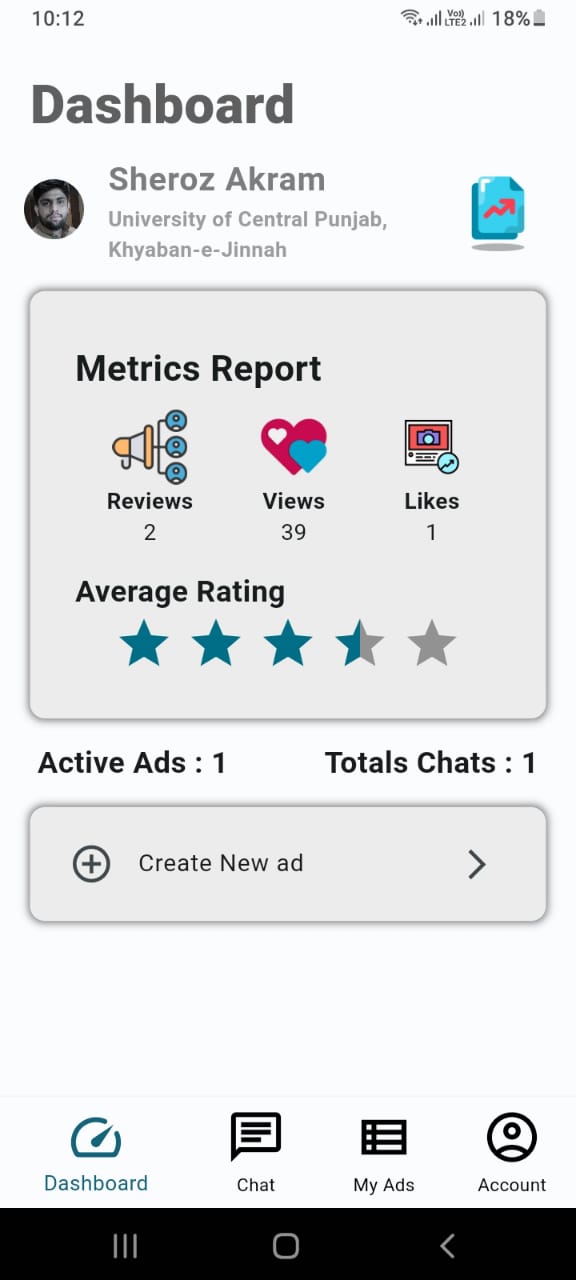 10:12
Vo))
LTE2
18%
Dashboard
Sheroz Akram
University of Central Punjab,
Khyaban-e-Jinnah
Metrics Report
Reviews Views Likes
2 39 1
Average Rating
Active Ads : 1 Totals Chats : 1
Create New ad
Dashboard Chat My Ads Account